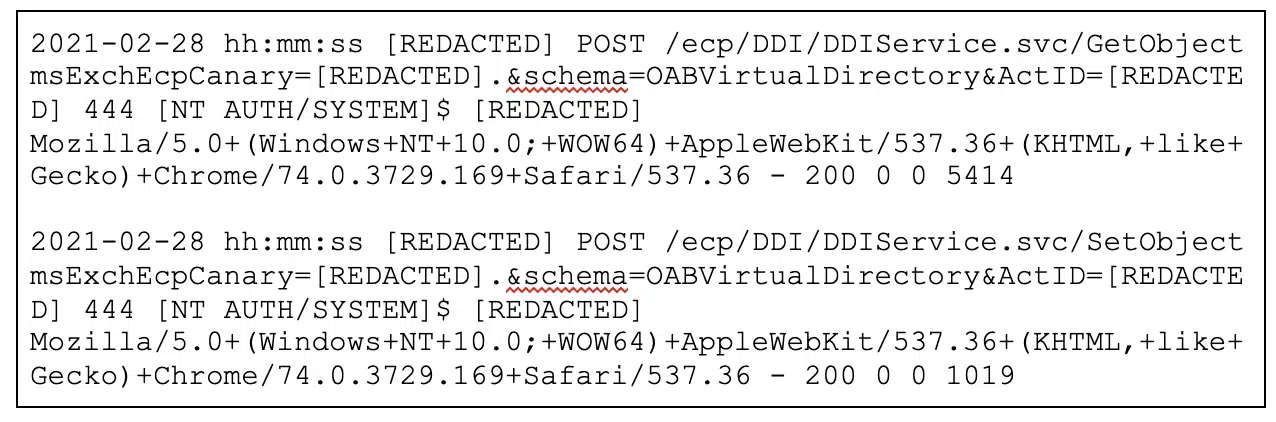 2021-02-28 hh:mm:ss [REDACTED] POST /ecp/DDI/DDIService.svc/GetObject
msExchEcpCanary=[REDACTED].&schema=OABVirtualDirectory&ActID=[REDACTE
D] 444 [NT AUTH/SYSTEM]$ [REDACTED]
Mozilla/5.0+(Windows+NT+10.0;+WOW64)+AppleWebKit/537.36+(KHTML,+like+
Gecko)+Chrome/74.0.3729.169+Safari/537.36 - 200 0 0 5414
2021-02-28 hh:mm:ss [REDACTED] POST /ecp/DDI/DDIService.svc/SetObject
msExchEcpCanary=[REDACTED].&schema=OABVirtualDirectory&ActID=[REDACTE
D] 444 [NT AUTH/SYSTEM]$ [REDACTED]
Mozilla/5.0+(Windows+NT+10.0;+WOW64)+AppleWebKit/537.36+(KHTML,+like+
Gecko)+Chrome/74.0.3729.169+Safari/537.36 - 200 0 0 1019